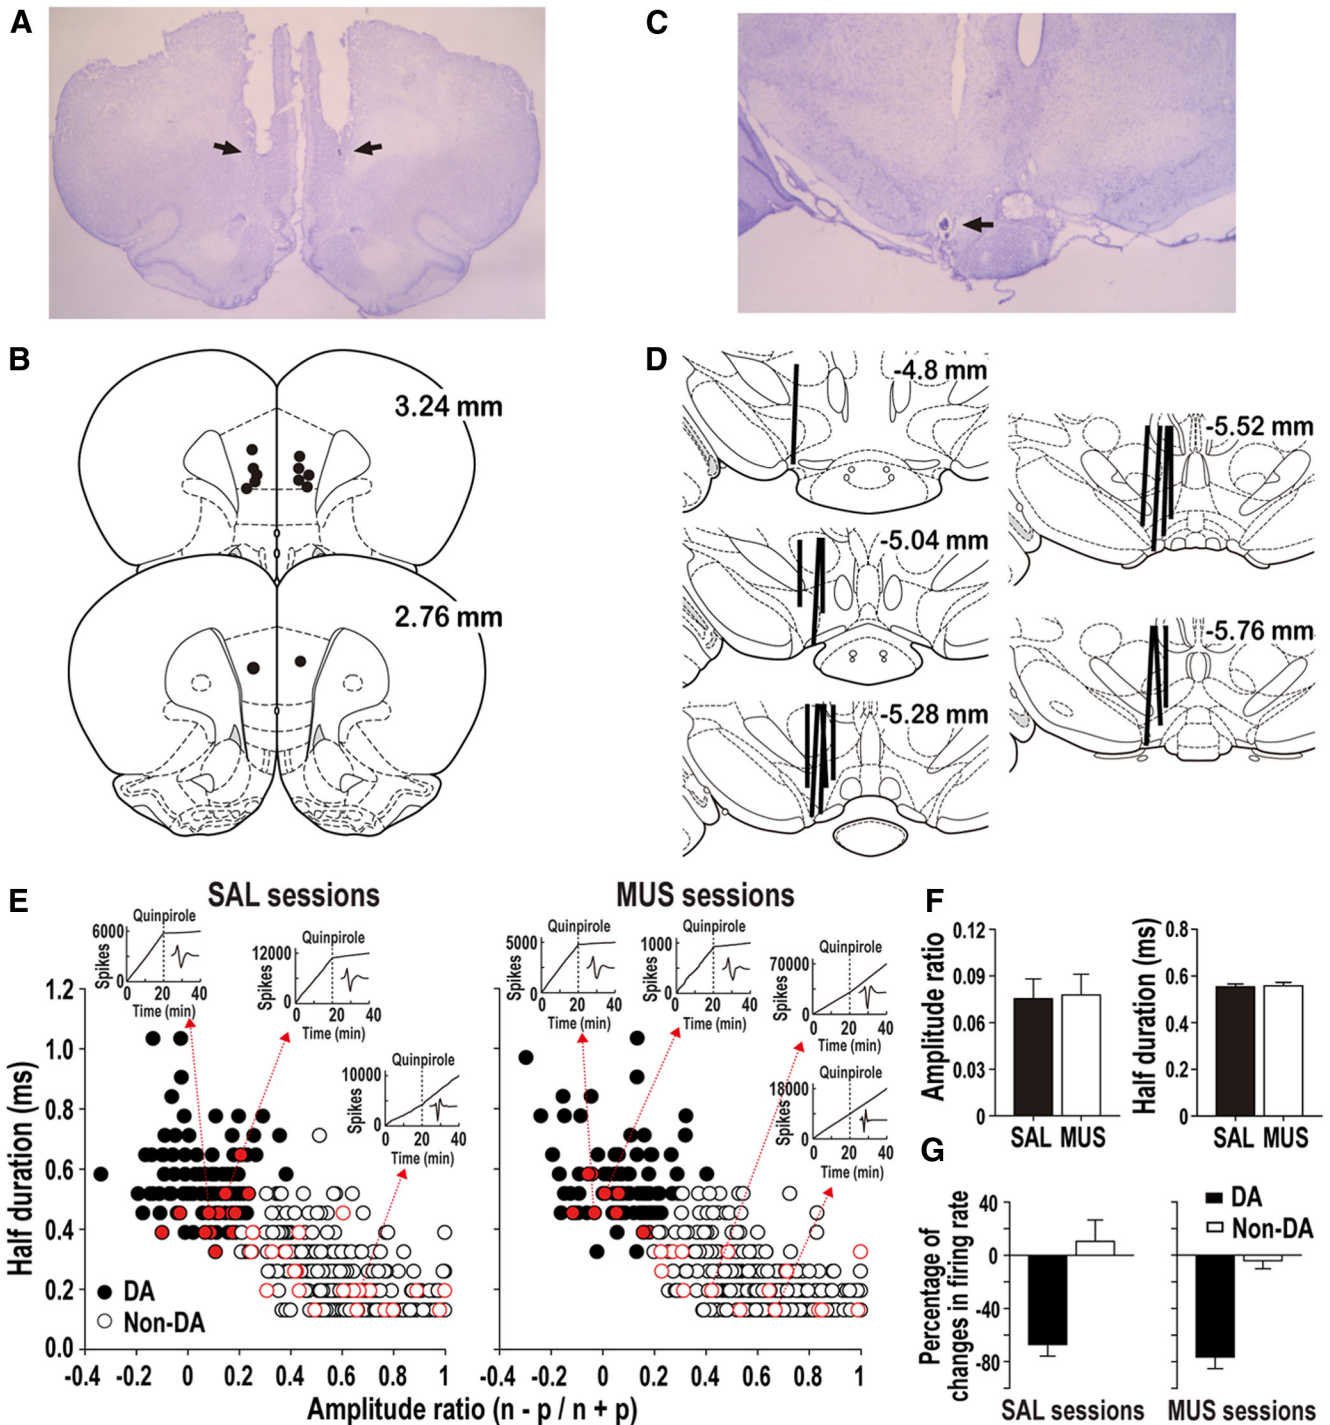 A
C
B
3.24 mm
2.76 mm
D
-4.8 mm
-5.04 mm
-5.28 mm
-5.52 mm
-5.76 mm
E
SAL sessions
MUS sessions
Quinpirole
6000
Spikes
0
0 20 40
Time (min)
Quinpirole
12000
Spikes
0
0 20 40
Time (min)
Quinpirole
10000
Spikes
0
0 20 40
Time (min)
Quinpirole
5000
Spikes
0
0 20 40
Time (min)
Quinpirole
1000
Spikes
0
0 20 40
Time (min)
Quinpirole
70000
Spikes
0
0 20 40
Time (min)
Quinpirole
18000
Spikes
0
0 20 40
Time (min)
Half duration (ms)
1.2
1.0
0.8
0.6
0.4
0.2
0.0
DA
Non-DA
-0.4 -0.2 0 0.2 0.4 0.6 0.8 1
-0.4 -0.2 0 0.2 0.4 0.6 0.8 1
Amplitude ratio (n - p / n + p)
F
Amplitude ratio
0.12
0.09
0.06
0.03
0
SAL MUS
Half duration (ms)
0.8
0.6
0.4
0.2
0
SAL MUS
G
Percentage of
changes in firing rate
40
0
-40
-80
DA
Non-DA
SAL sessions
MUS sessions